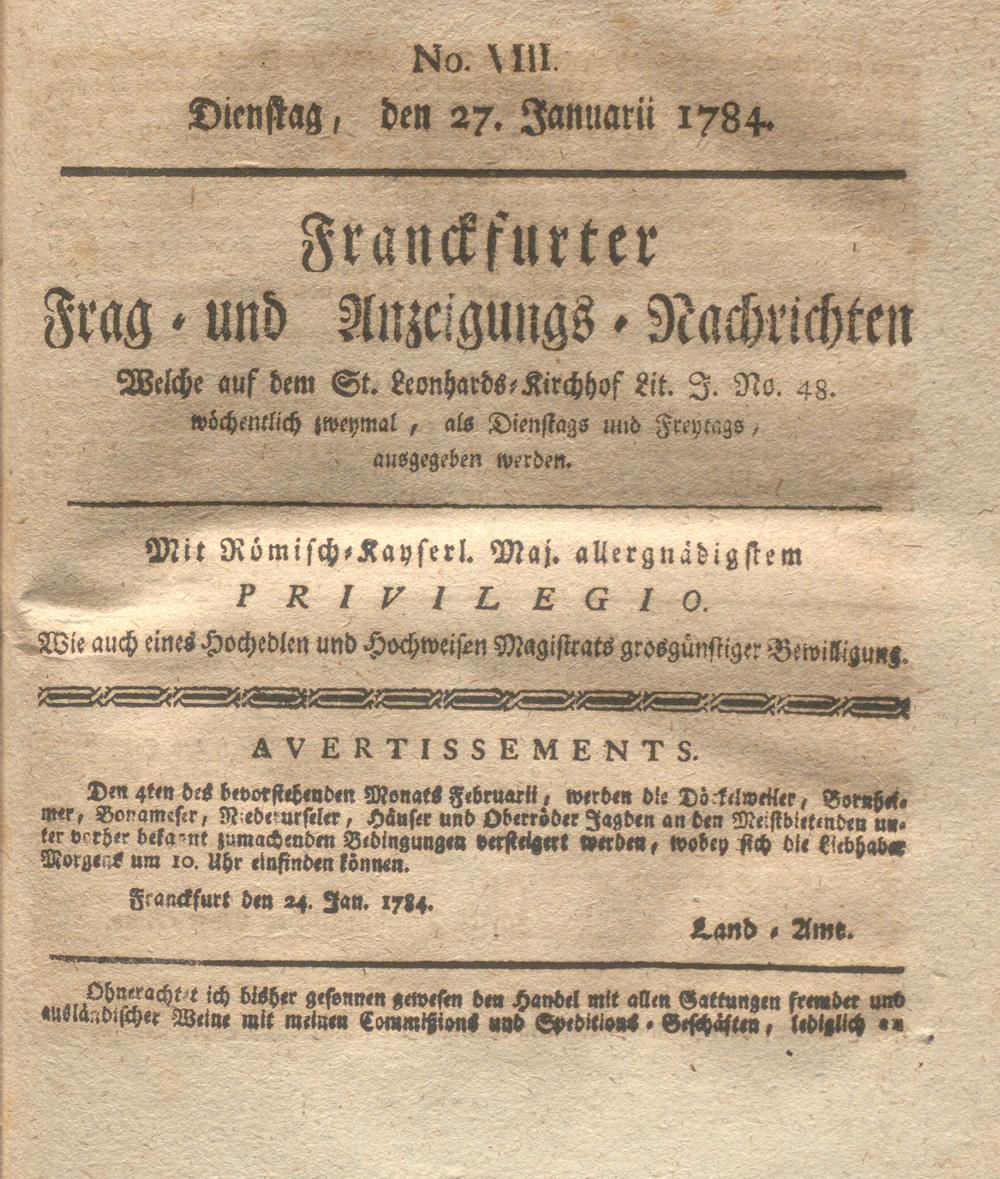 No. VIII.
Dienstag, den 27. Januarii 1784.
Franckfurter
Frag - und Anzeigungs - Nachrichten
Welche auf dem St. Leonhards-Kirchhof Lit. J. No. 48.
wöchentlich zweymal, als Dienstags und Freytags,
ausgegeben werden.
Mit Römisch-Kayserl. Maj. allergnädigstem
PRIVILEGIO.
Wie auch eines Hochedlen und Hochweisen Magistrats grosgünstiger Bewilligung.
AVERTISSEMENTS.
Den 4ten des bevorstehenden Monats Februarii, werden die Döckelweiler, Bornhei-
mer, Bonameser, Niederurseler, Häuser und Oberröder Jagden an den Meistbietenden un-
ter vorher bekannt zumachenden Bedingungen versteigert werden, wobey sich die Liebhaber
Morgens um 10. Uhr einfinden können.
Franckfurt den 24. Jan. 1784.
Land - Amt.
Ohnerachtet ich bisher gesonnen gewesen den Handel mit allen Gattungen fremder und
ausländischer Weine mit meinen Commißions und Speditions - Geschäften, lediglich en